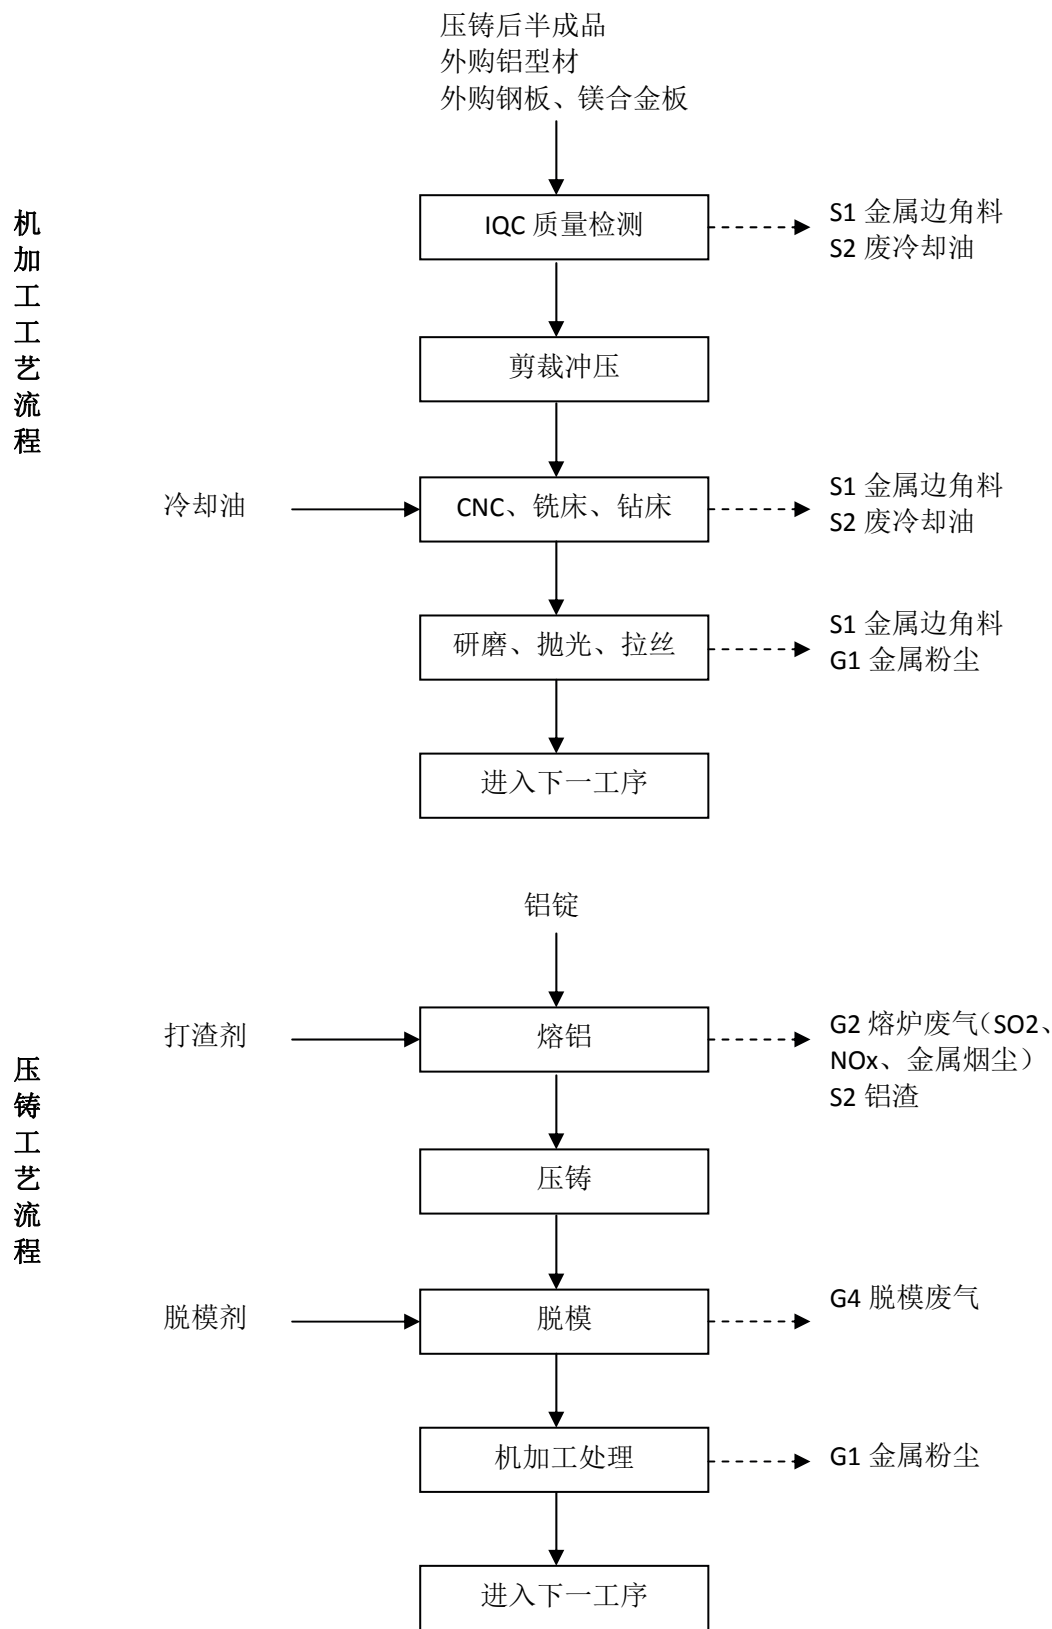 压铸后半成品
外购铝型材
外购钢板、镁合金板
机加工工艺流程
IQC 质量检测
S1 金属边角料
S2 废冷却油
剪裁冲压
冷却油
CNC、铣床、钻床
S1 金属边角料
S2 废冷却油
研磨、抛光、拉丝
S1 金属边角料
G1 金属粉尘
进入下一工序
铝锭
压铸工艺流程
打渣剂
熔铝
G2 熔炉废气（SO2、
NOx、金属烟尘）
S2 铝渣
压铸
脱模剂
脱模
G4 脱模废气
机加工处理
G1 金属粉尘
进入下一工序